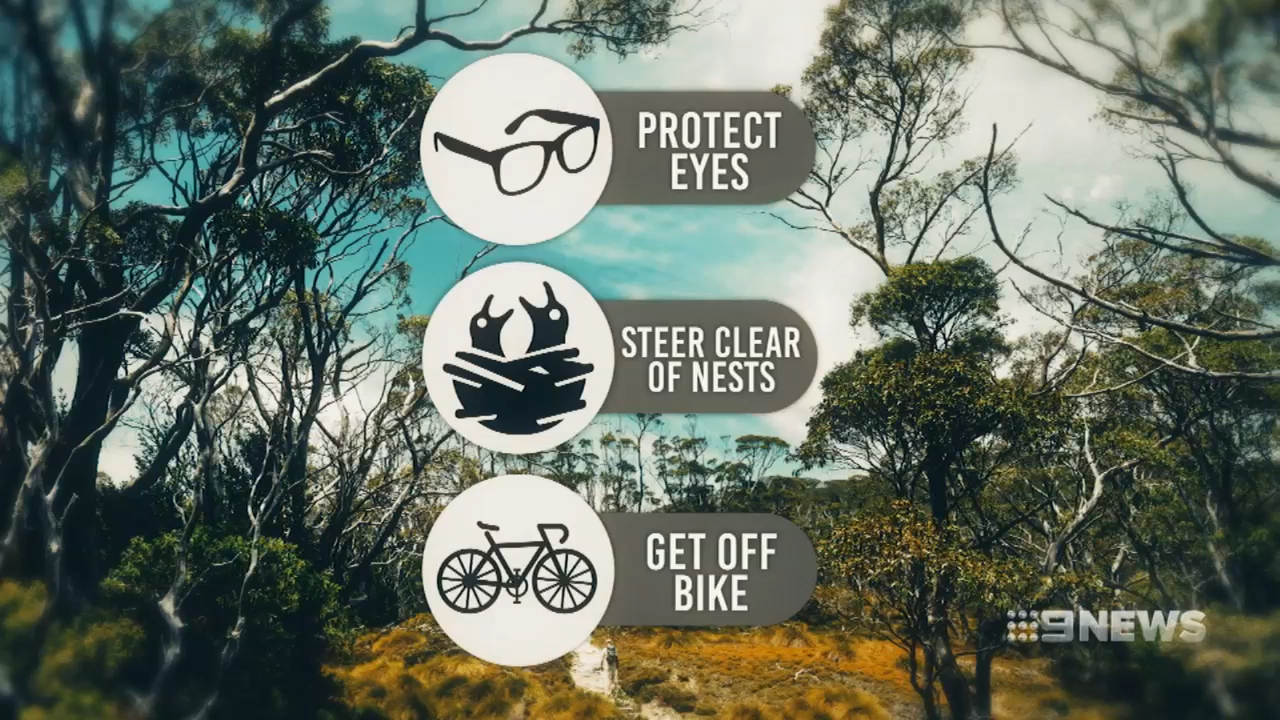 PROTECT
EYES
STEER CLEAR
OF NESTS
GET OFF
BIKE
9NEWS